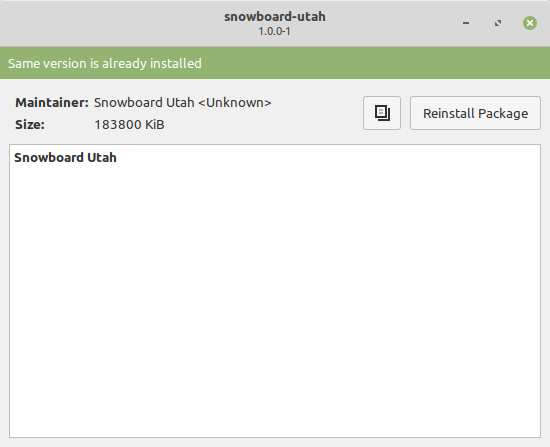 snowboard-utah
1.0.0-1
Same version is already installed
Maintainer: Snowboard Utah <Unknown>
Size: 183800 KiB
Reinstall Package
Snowboard Utah